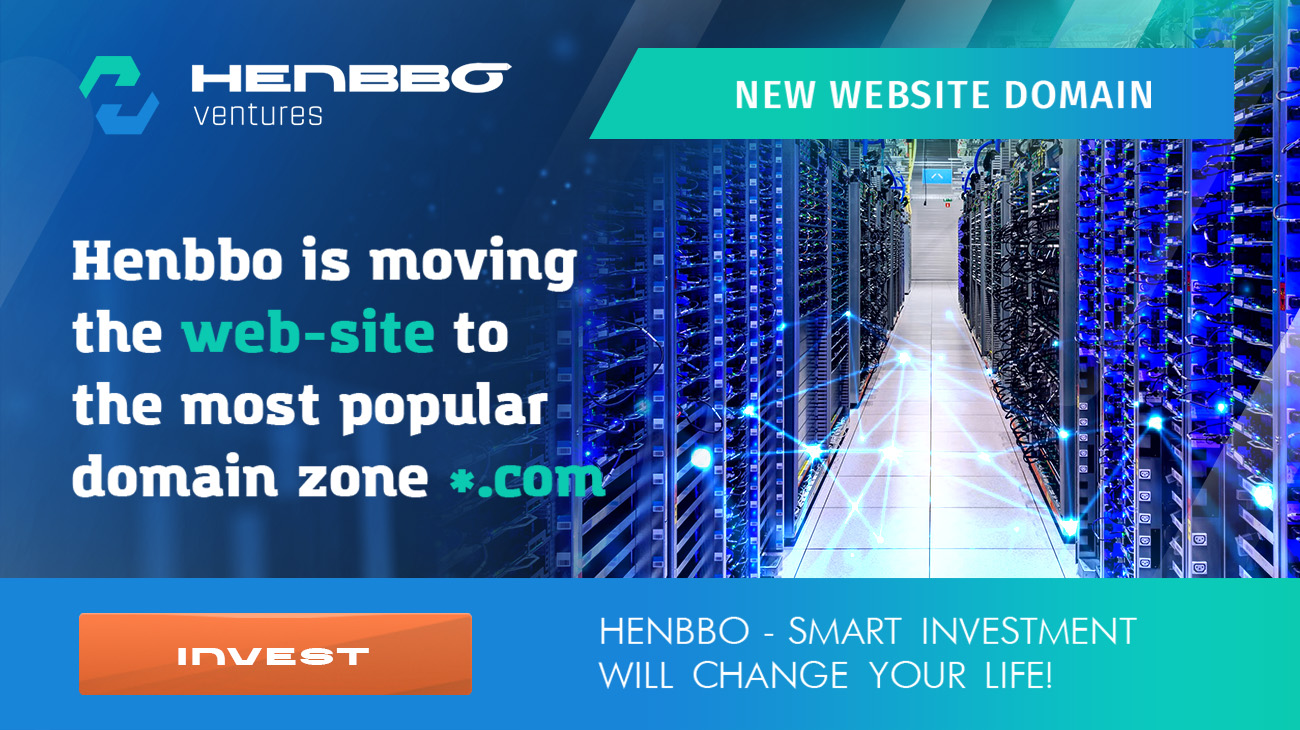 HENBBO
ventures
NEW WEBSITE DOMAIN
Henbbo is moving
the web-site to
the most popular
domain zone *.com
INVEST
HENBBO - SMART INVESTMENT
WILL CHANGE YOUR LIFE!